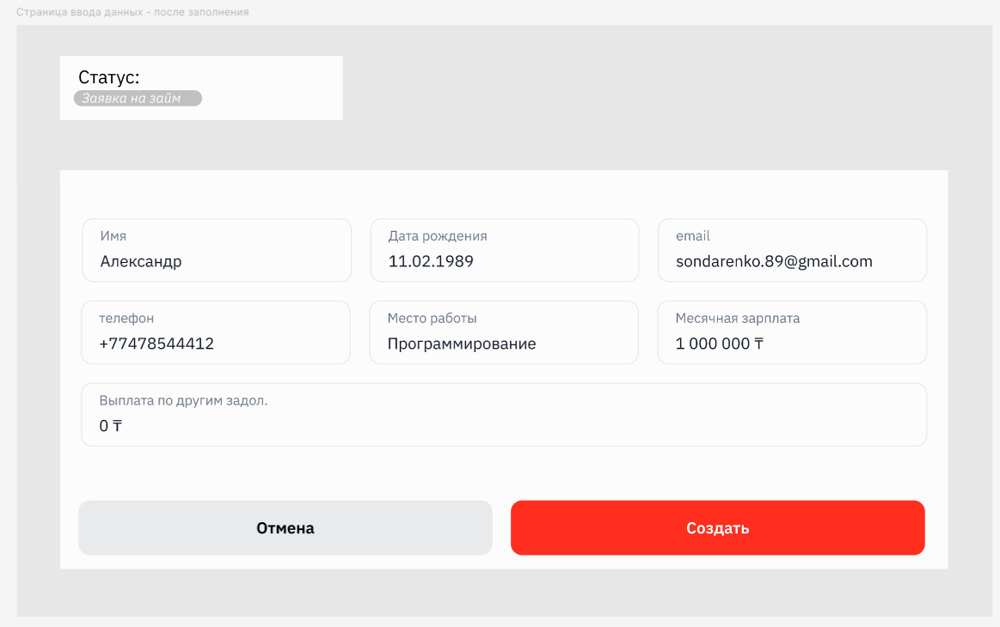 Страница ввода данных - после заполнения
Статус:
Заявка на займ
Имя
Александр
Дата рождения
11.02.1989
email
sondarenko.89@gmail.com
телефон
+77478544412
Место работы
Программирование
Месячная зарплата
1 000 000 ₸
Выплата по другим задол.
0 ₸
Отмена
Создать